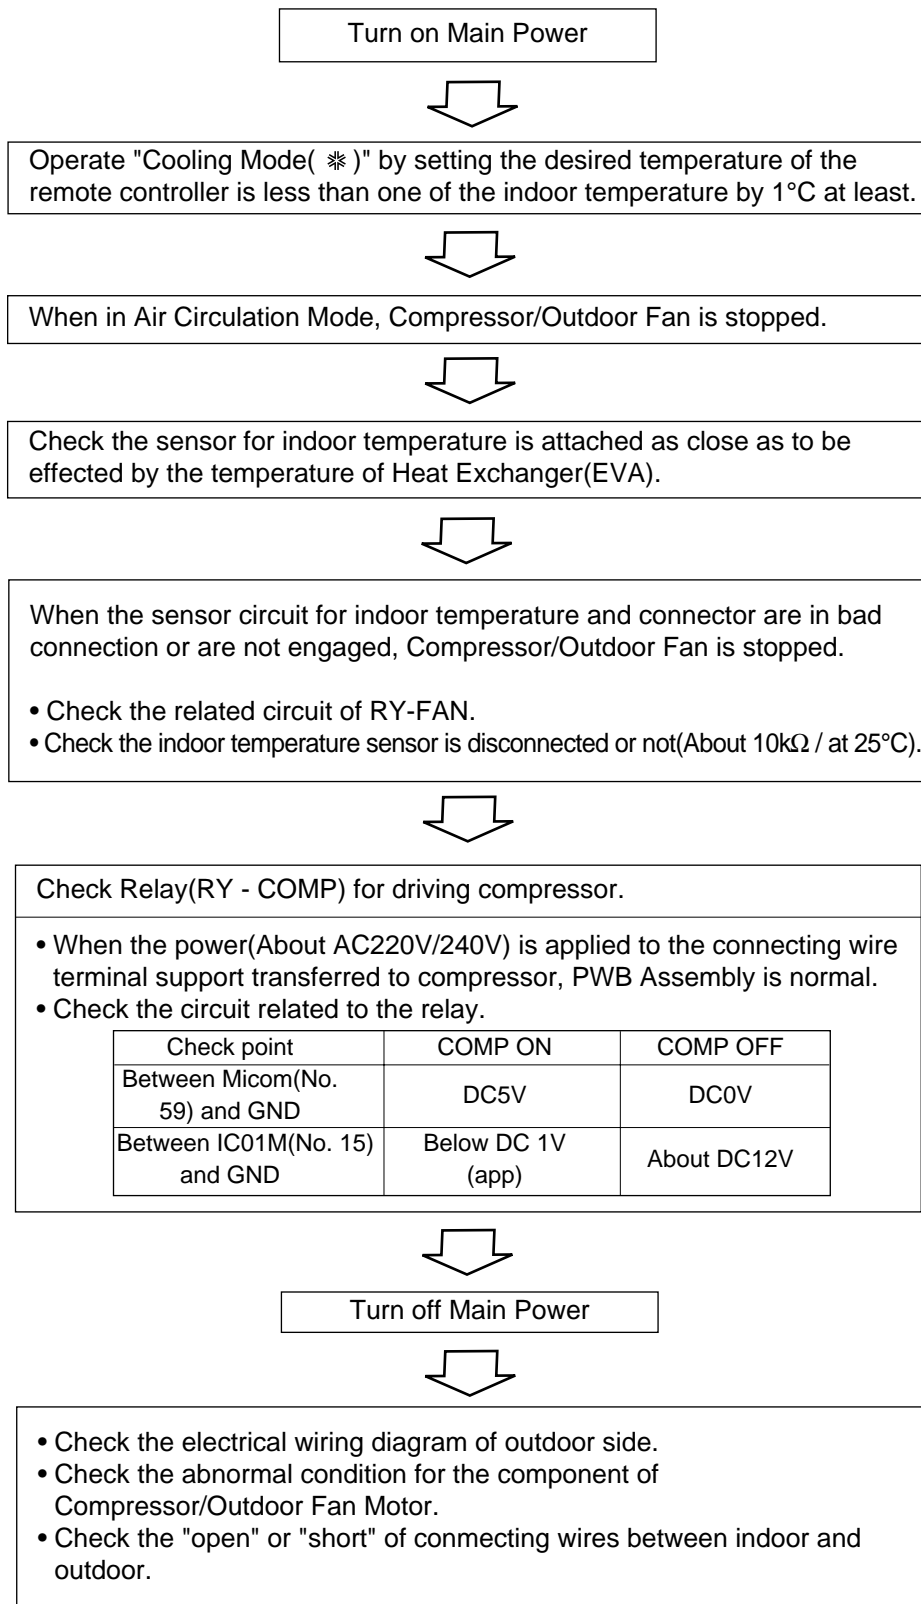 Turn on Main Power
Operate "Cooling Mode( ❋ )" by setting the desired temperature of the
remote controller is less than one of the indoor temperature by 1°C at least.
When in Air Circulation Mode, Compressor/Outdoor Fan is stopped.
Check the sensor for indoor temperature is attached as close as to be
effected by the temperature of Heat Exchanger(EVA).
When the sensor circuit for indoor temperature and connector are in bad
connection or are not engaged, Compressor/Outdoor Fan is stopped.
• Check the related circuit of RY-FAN.
• Check the indoor temperature sensor is disconnected or not(About 10kΩ / at 25°C).
Check Relay(RY - COMP) for driving compressor.
• When the power(About AC220V/240V) is applied to the connecting wire
terminal support transferred to compressor, PWB Assembly is normal.
• Check the circuit related to the relay.
Check point COMP ON COMP OFF
Between Micom(No.
59) and GND
DC5V
DC0V
Between IC01M(No. 15)
and GND
Below DC 1V
(app)
About DC12V
Turn off Main Power
• Check the electrical wiring diagram of outdoor side.
• Check the abnormal condition for the component of
Compressor/Outdoor Fan Motor.
• Check the "open" or "short" of conmecting wires between indoor and
outdoor.